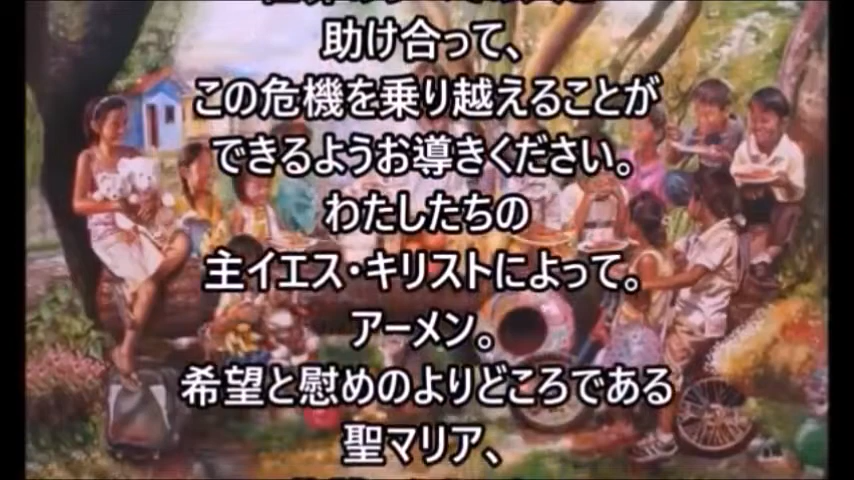 助け合って、
この危機を乗り越えることが
できるようお導きください。
わたしたちの
主イエス・キリストによって。
アーメン。
希望と慰めのよりどころである
聖マリア、